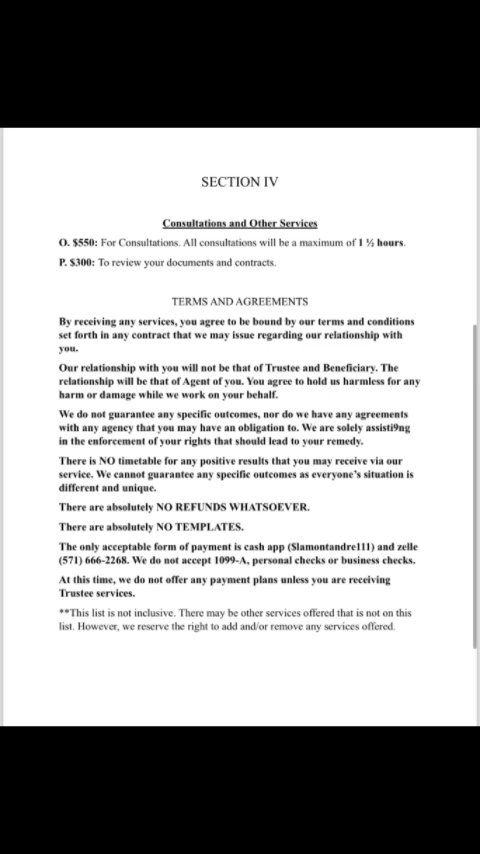 SECTION IV
Consultations and Other Services
O. $550: For Consultations. All consultations will be a maximum of 1 ½ hours.
P. $300: To review your documents and contracts.
TERMS AND AGREEMENTS
By receiving any services, you agree to be bound by our terms and conditions
set forth in any contract that we may issue regarding our relationship with
you.
Our relationship with you will not be that of Trustee and Beneficiary. The
relationship will be that of Agent of you. You agree to hold us harmless for any
harm or damage while we work on your behalf.
We do not guarantee any specific outcomes, nor do we have any agreements
with any agency that you may have an obligation to. We are solely assisti9ng
in the enforcement of your rights that should lead to your remedy.
There is NO timetable for any positive results that you may receive via our
service. We cannot guarantee any specific outcomes as everyone's situation is
different and unique.
There are absolutely NO REFUNDS WHATSOEVER.
There are absolutely NO TEMPLATES.
The only acceptable form of payment is cash app ($lamontandre111) and zelle
(571) 666-2268. We do not accept 1099-A, personal checks or business checks.
At this time, we do not offer any payment plans unless you are receiving
Trustee services.
**This list is not inclusive. There may be other services offered that is not on this
list. However, we reserve the right to add and/or remove any services offered.